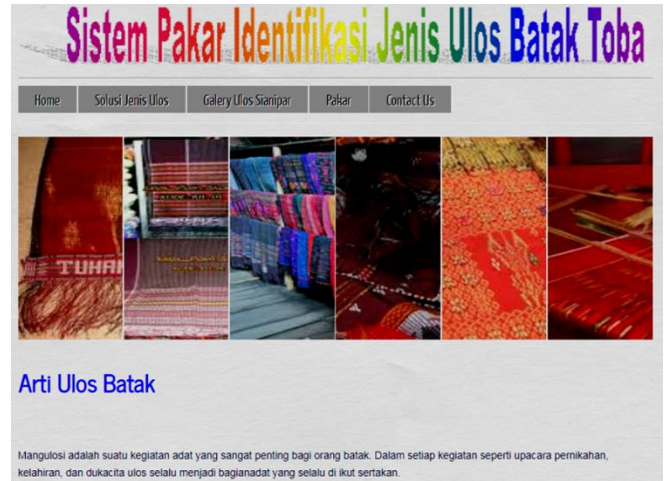 Sistem Pakar Identifikasi Jenis Ulos Batak Toba
Home Solusi Jenis Ulos Galery Ulos Sianipar Pakar Contact Us
TUHAN
Arti Ulos Batak
Mangulosi adalah suatu kegiatan adat yang sangat penting bagi orang batak. Dalam setiap kegiatan seperti upacara pernikahan,
kelahiran, dan dukacita ulos selalu menjadi bagianadat yang selalu di ikut sertakan.